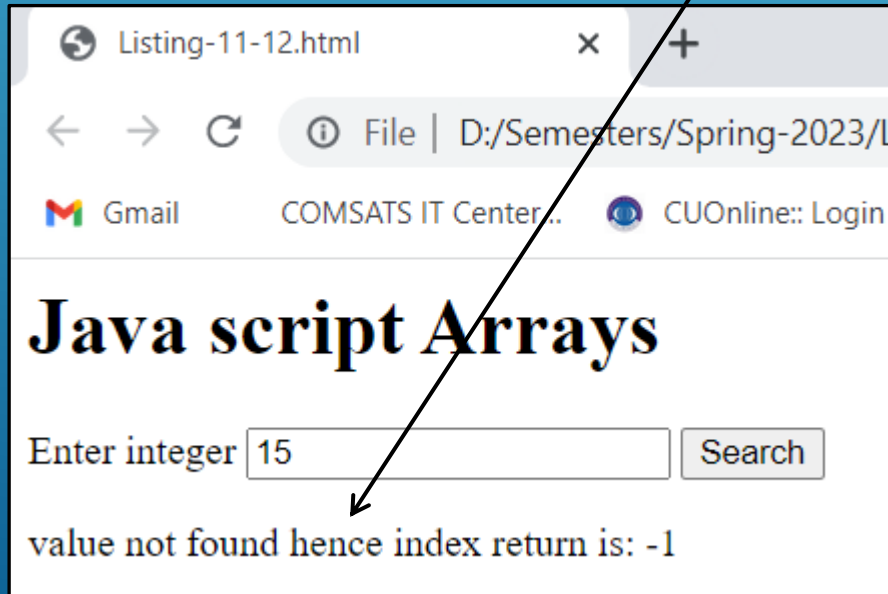 Listing-11-12.html
File | D:/Semesters/Spring-2023/L
Gmail COMSATS IT Center... CUOnline:: Login
Java script Arrays
Enter integer 15 Search
value not found hence index return is: -1